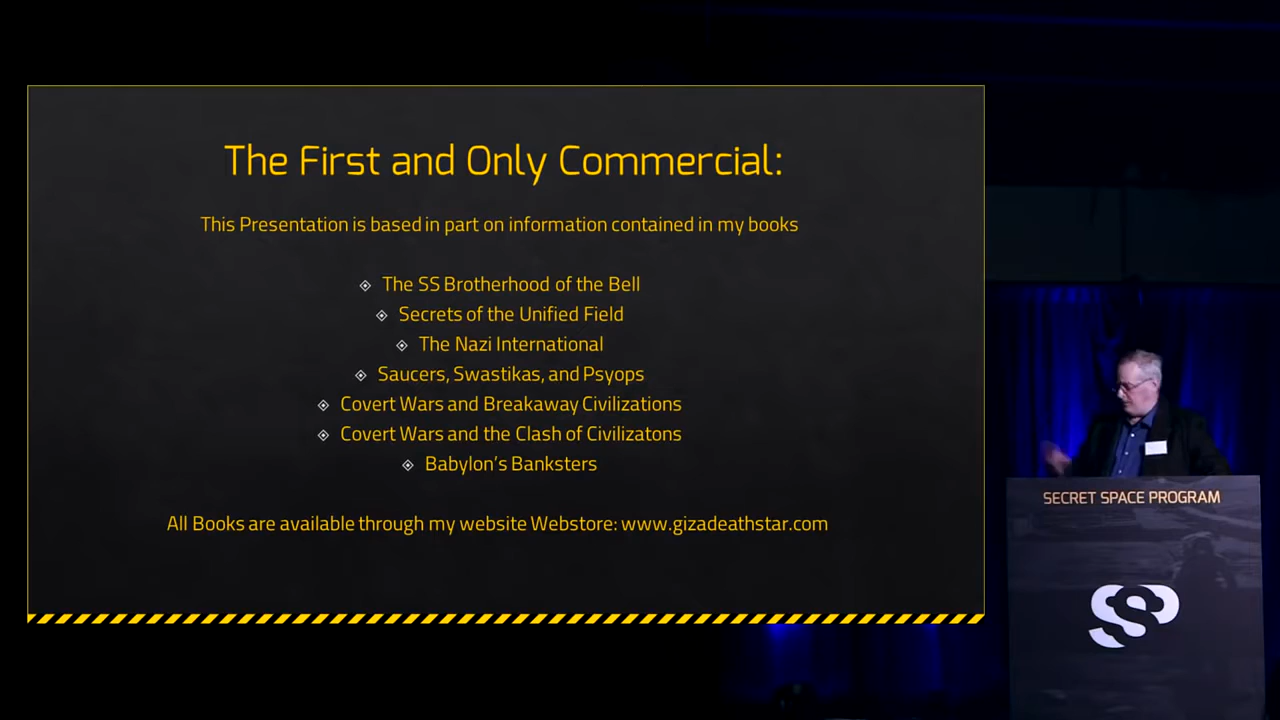 The First and Only Commercial:
This Presentation is based in part on information contained in my books
The SS Brotherhood of the Bell
Secrets of the Unified Field
The Nazi International
Saucers, Swastikas, and Psyops
Covert Wars and Breakaway Civilizations
Covert Wars and the Clash of Civilizatons
Babylon's Banksters
All Books are available through my website Webstore: www.gizadeathstar.com
SECRET SPACE PROGRAM
SSP